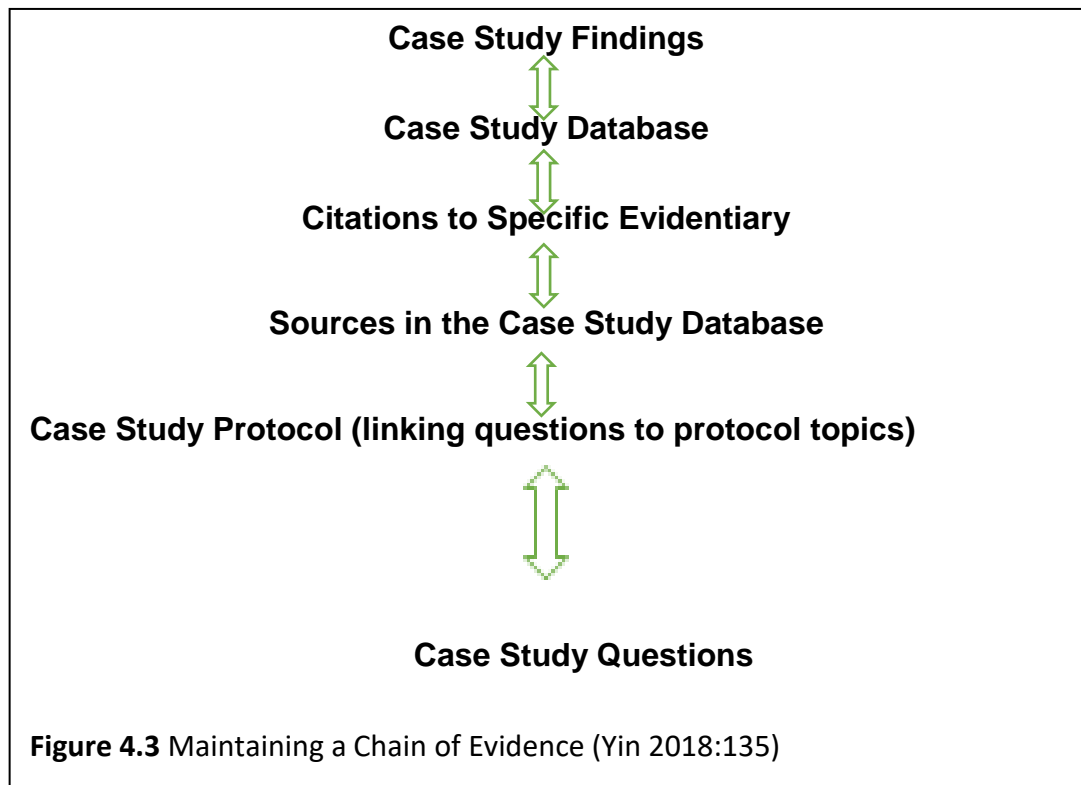 Case Study Findings
Case Study Database
Citations to Specific Evidentiary
Sources in the Case Study Database
Case Study Protocol (linking questions to protocol topics)
Case Study Questions
Figure 4.3 Maintaining a Chain of Evidence (Yin 2018:135)